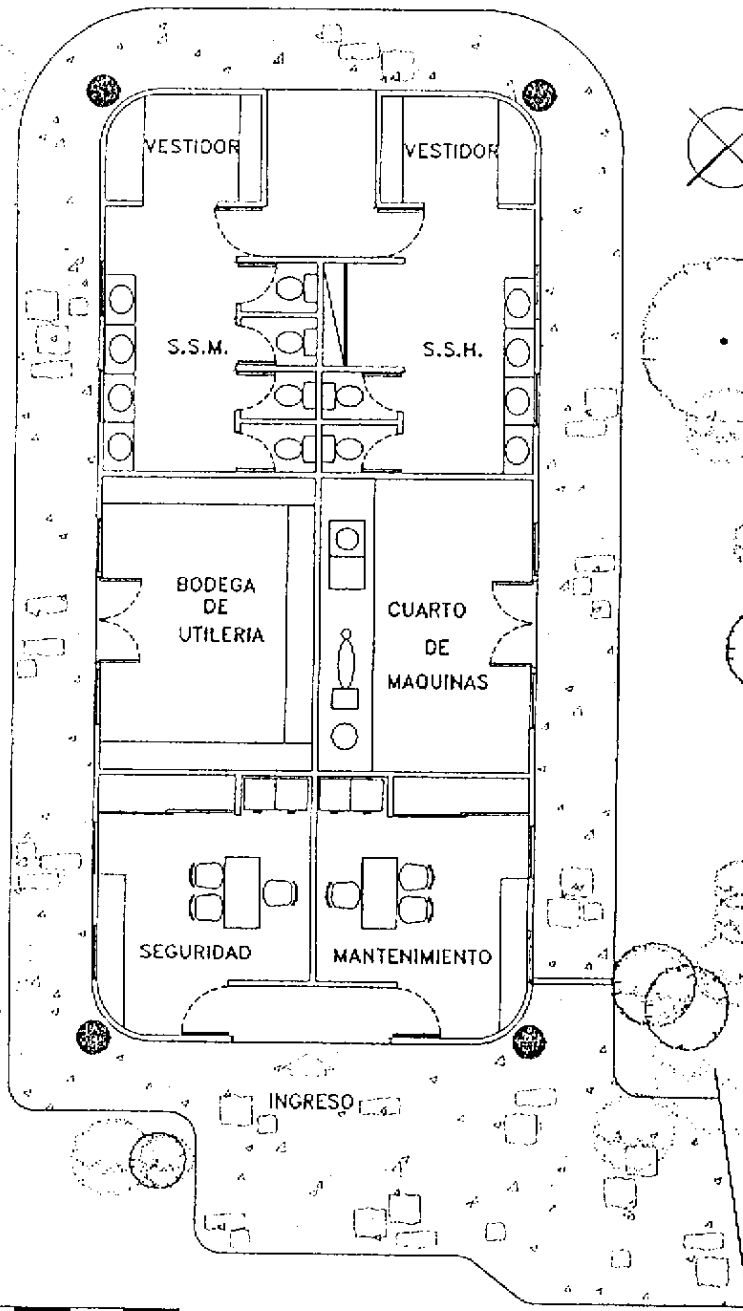 VESTIDOR
VESTIDOR
S.S.M.
S.S.H.
BODEGA
DE
UTILERIA
CUARTO
DE
MAQUINAS
SEGURIDAD
MANTENIMIENTO
INGRESO